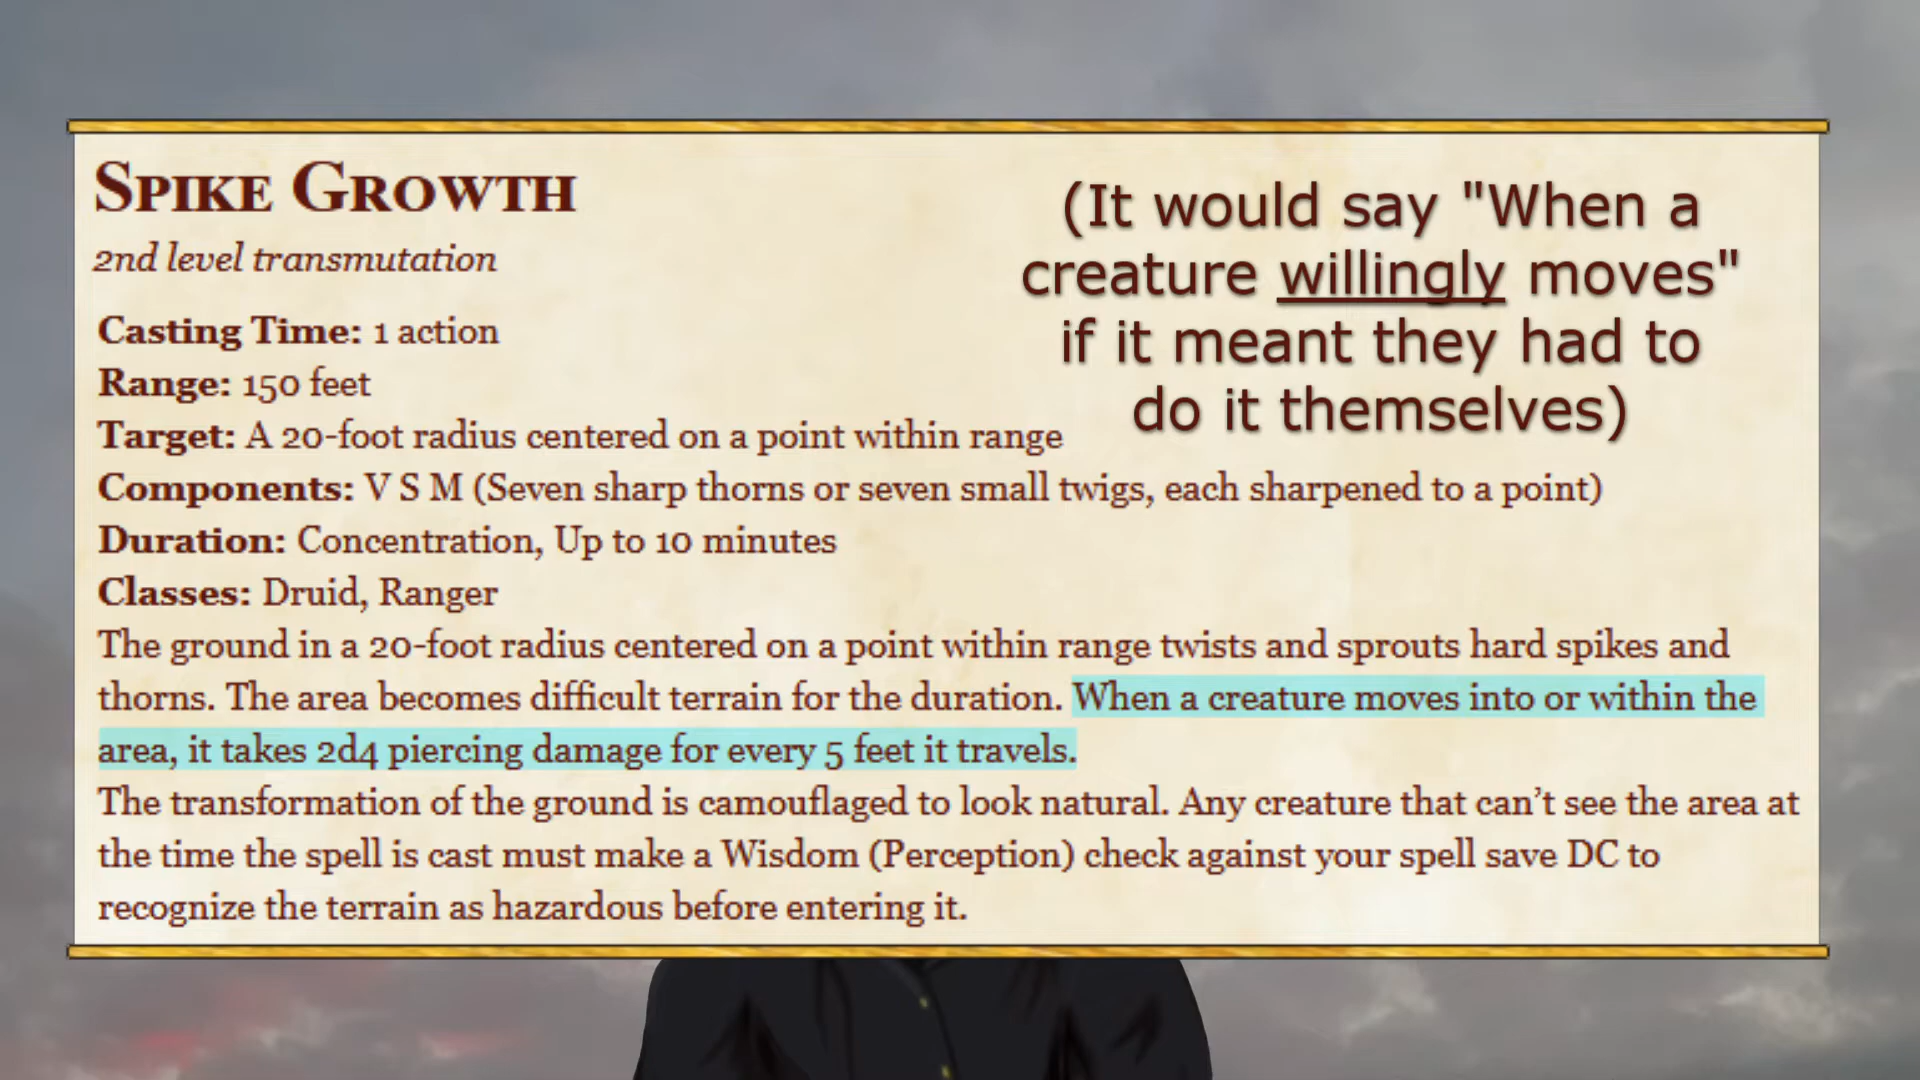 SPIKE GROWTH
2nd level transmutation
(It would say "When a
creature willingly moves"
if it meant they had to
do it themselves)
Casting Time: 1 action
Range: 150 feet
Target: A 20-foot radius centered on a point within range
Components: V S M (Seven sharp thorns or seven small twigs, each sharpened to a point)
Duration: Concentration, Up to 10 minutes
Classes: Druid, Ranger
The ground in a 20-foot radius centered on a point within range twists and sprouts hard spikes and
thorns. The area becomes difficult terrain for the duration. When a creature moves into or within the
area, it takes 2d4 piercing damage for every 5 feet it travels.
The transformation of the ground is camouflaged to look natural. Any creature that can't see the area at
the time the spell is cast must make a Wisdom (Perception) check against your spell save DC to
recognize the terrain as hazardous before entering it.